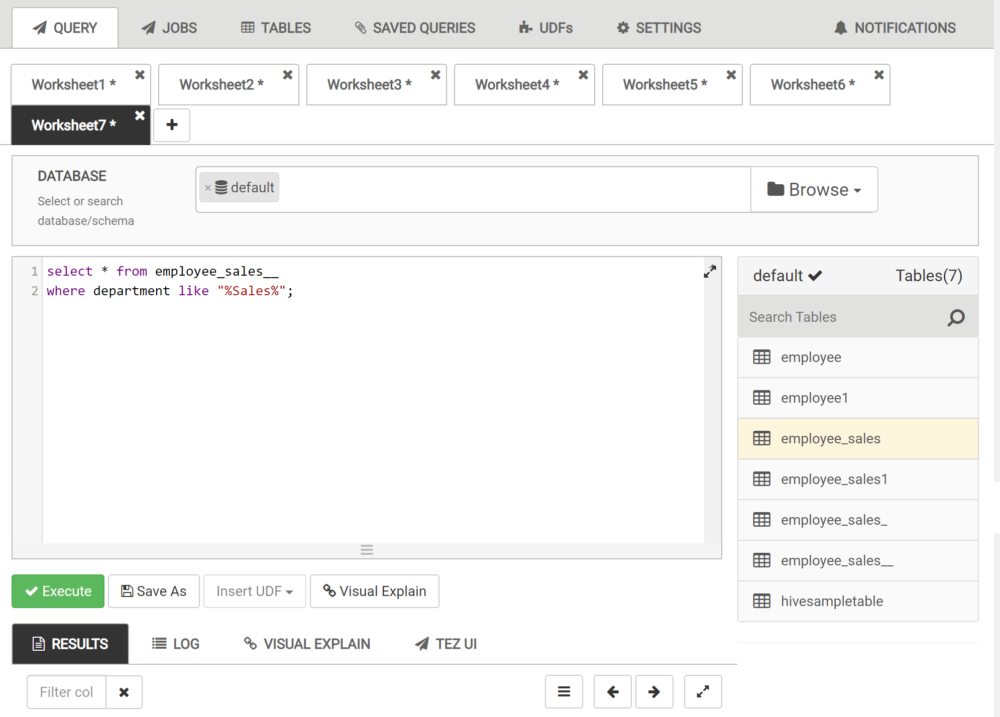 QUERY JOBS TABLES SAVED QUERIES UDFs SETTINGS NOTIFICATIONS
Worksheet1 * Worksheet2 * Worksheet3 * Worksheet4 * Worksheet5 * Worksheet6 *
Worksheet7 *
DATABASE
Select or search
database/schema
× default
Browse
1 select * from employee_sales__
2 where department like "%Sales%";
default Tables(7)
Search Tables
employee
employee1
employee_sales
employee_sales1
employee_sales_
employee_sales__
hivesampletable
Execute Save As Insert UDF Visual Explain
RESULTS LOG VISUAL EXPLAIN TEZ UI
Filter col